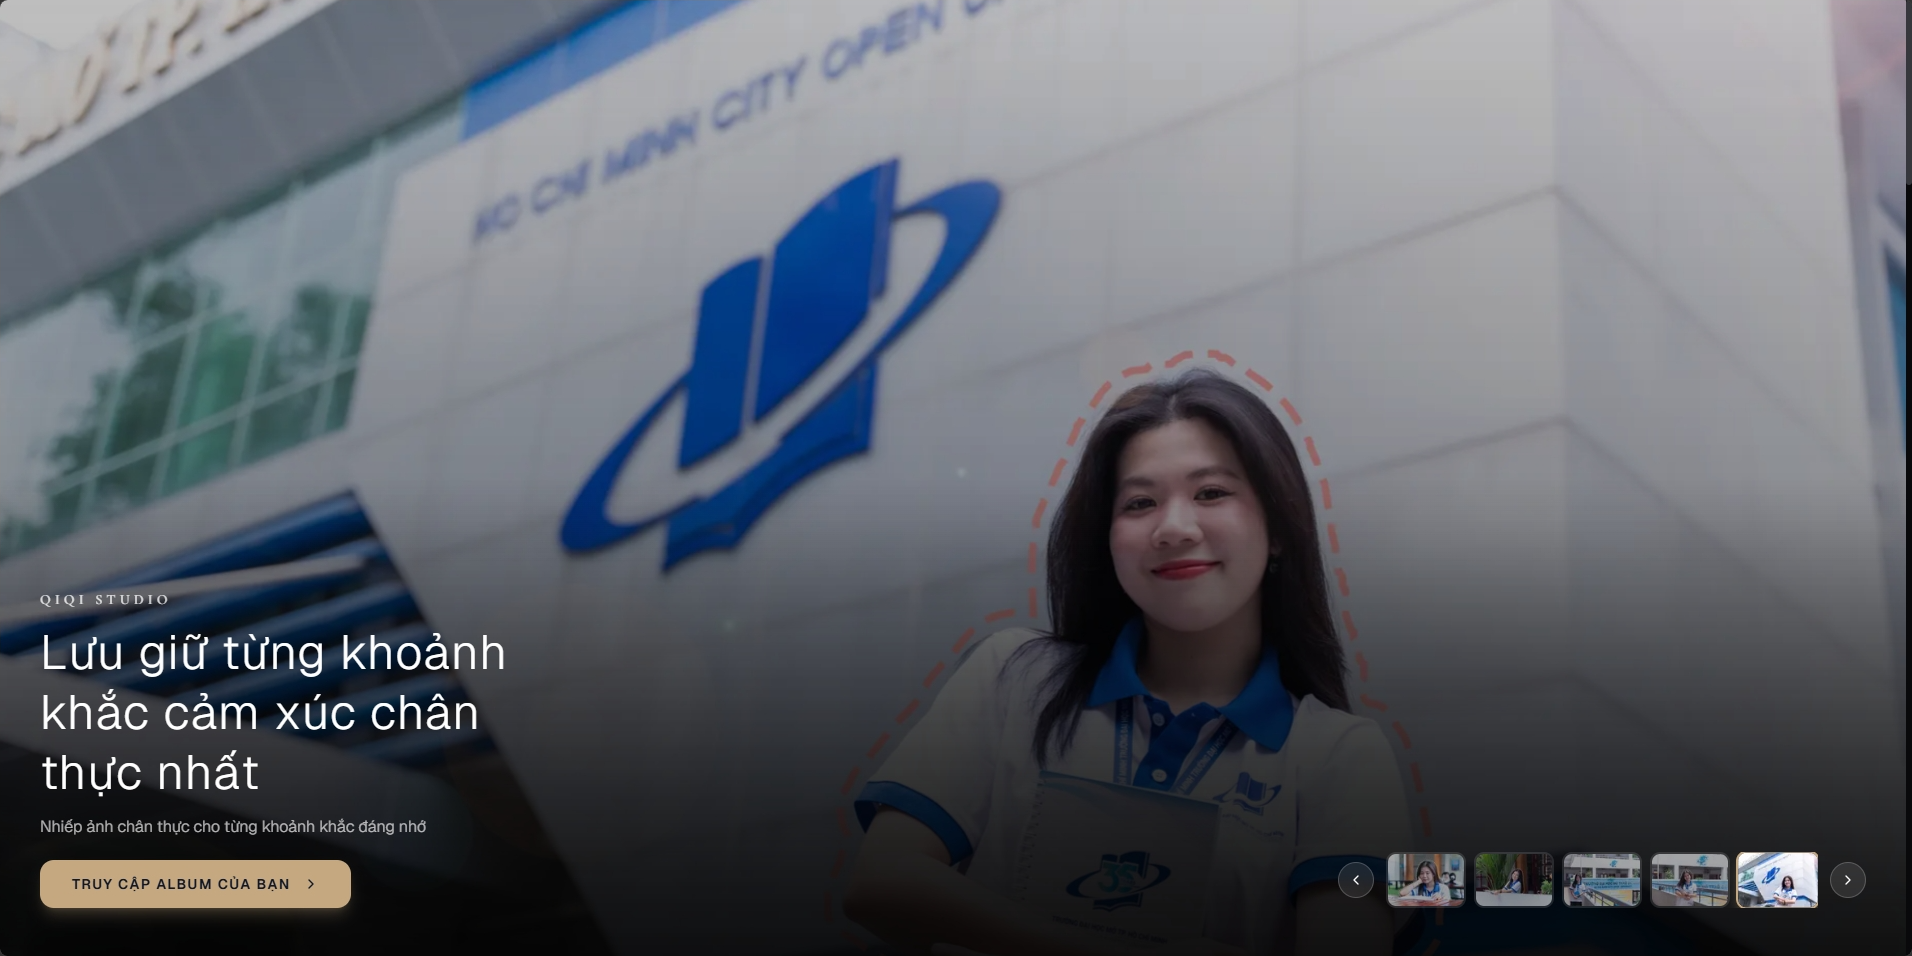 HO CHI MINH CITY OPEN
QIQI STUDIO
Lưu giữ từng khoảnh
khắc cảm xúc chân
thực nhất
Nhiếp ảnh chân thực cho từng khoảnh khắc đáng nhớ
TRUY CẬP ALBUM CỦA BẠN
35